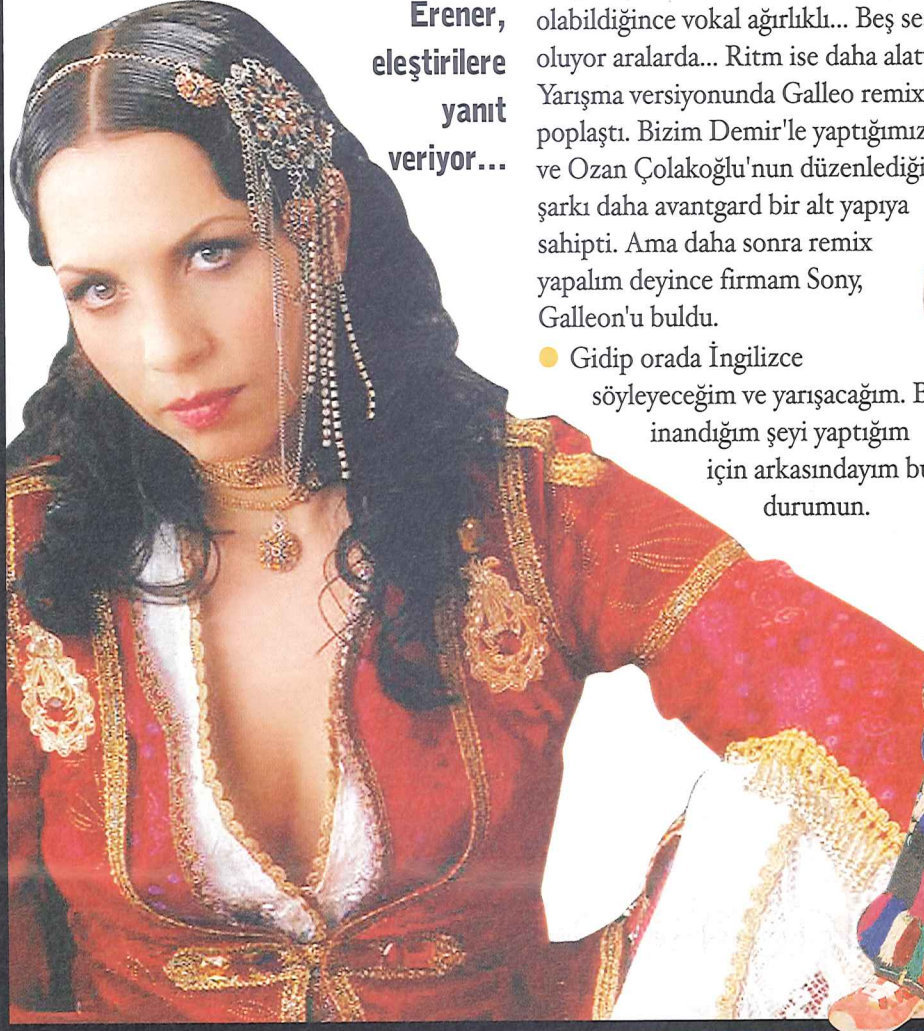 Erener,
eleştirilere
yanıt
veriyor...
olabildiğince vokal ağırlıklı... Beş se
oluyor aralarda... Ritm ise daha alat
Yarışma versiyonunda Galleo remix
poplaştı. Bizim Demir'le yaptığımız
ve Ozan Çolakoğlu'nun düzenlediği
şarkı daha avantgard bir alt yapıya
sahipti. Ama daha sonra remix
yapalım deyince firmam Sony,
Galleon'u buldu.
Gidip orada İngilizce
söyleyeceğim ve yarışacağım. B
inandığım şeyi yaptığım
için arkasındayım bu
durumun.